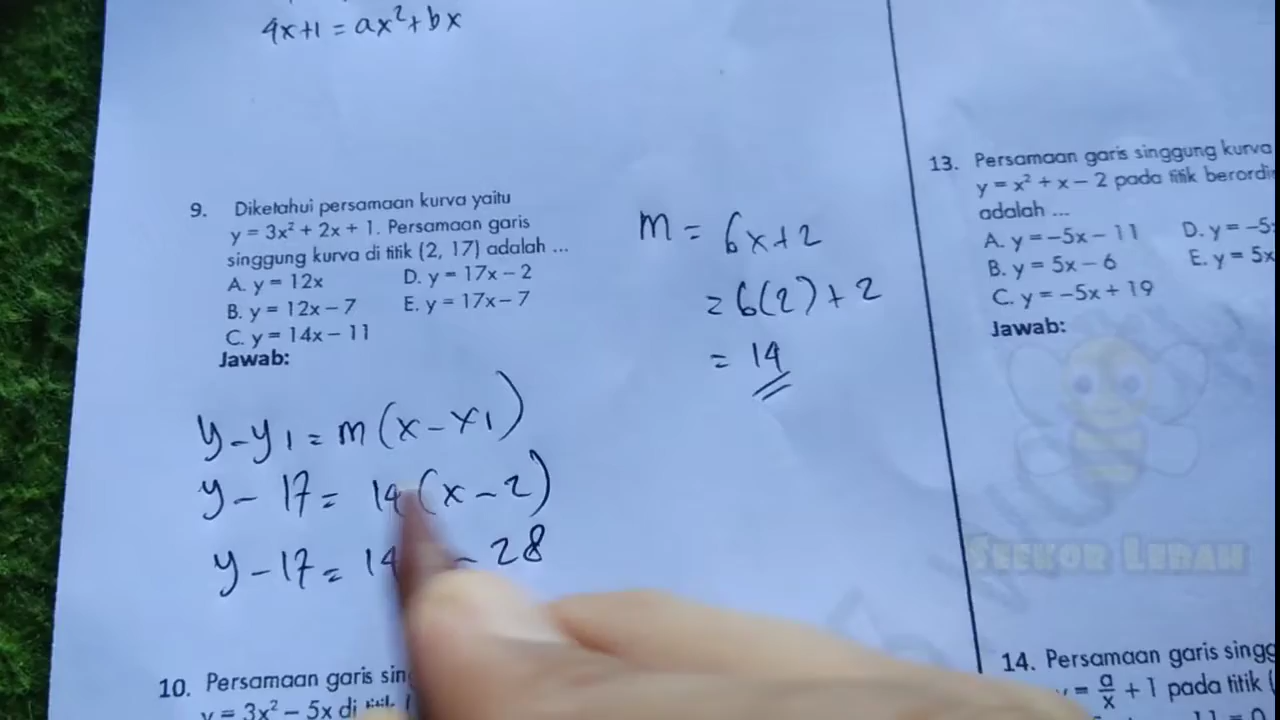 4x+1 = ax²+bx
9. Diketahui persamaan kurva yaitu
y = 3x² + 2x + 1. Persamaan garis
singgung kurva di titik (2, 17) adalah ...
A. y = 12x D. y = 17x – 2
B. y = 12x – 7 E. y = 17x – 7
C. y = 14x – 11
Jawab:
y - y1 = m(x - x1)
y - 17 = 14(x - 2)
y - 17 = 14 - 28
m = 6x+2
= 6(2) + 2
= 14
10. Persamaan garis
y = 3x² – 5x di titik
13. Persamaan garis singgung kurva
y = x² + x – 2 pada titik
adalah ...
A. y = –5x – 11 D. y = –5
B. y = 5x – 6 E. y = 5x
C. y = –5x + 19
Jawab:
SEEKOR LEBAH
14. Persamaan garis
= a/x + 1 pada titik (